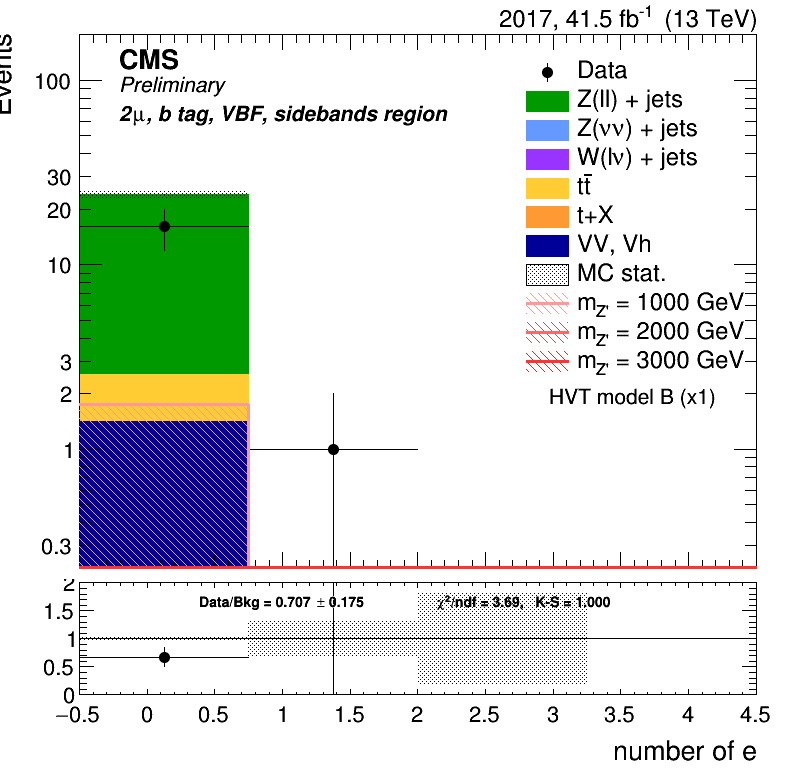 2017, 41.5 fb⁻¹ (13 TeV)
Events
CMS
Preliminary
2μ, b tag, VBF, sidebands region
Data
Z(ll) + jets
Z(νν) + jets
W(lν) + jets
tt̄
t+X
VV, Vh
MC stat.
m_Z' = 1000 GeV
m_Z' = 2000 GeV
m_Z' = 3000 GeV
HVT model B (x1)
100
30
20
10
3
2
1
0.3
Data/Bkg = 0.707 ± 0.175
χ²/ndf = 3.69, K-S = 1.000
2
1.5
1
0.5
0
−0.5 0 0.5 1 1.5 2 2.5 3 3.5 4 4.5
number of e